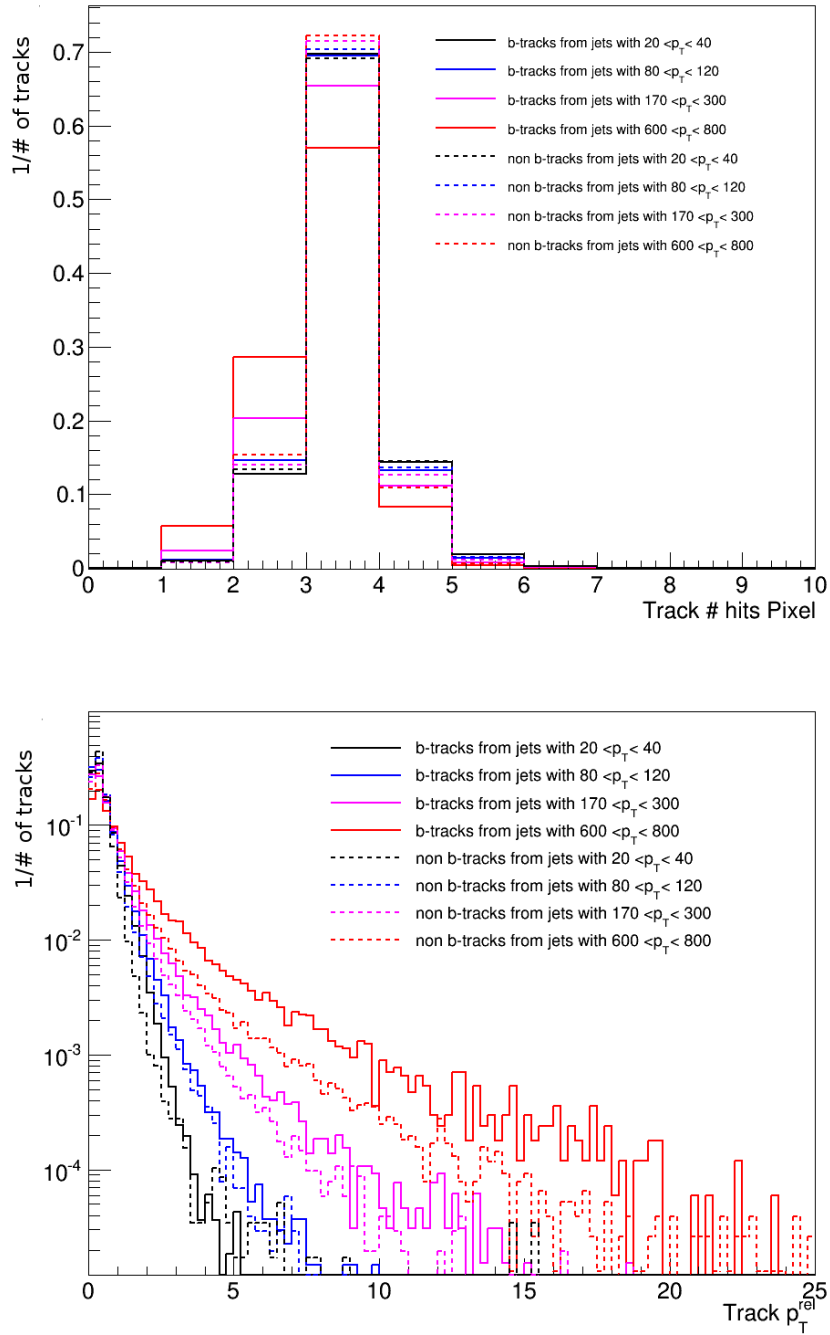 1/# of tracks
0.7
0.6
0.5
0.4
0.3
0.2
0.1
0
b-tracks from jets with 20 <p_T< 40
b-tracks from jets with 80 <p_T< 120
b-tracks from jets with 170 <p_T< 300
b-tracks from jets with 600 <p_T< 800
non b-tracks from jets with 20 <p_T< 40
non b-tracks from jets with 80 <p_T< 120
non b-tracks from jets with 170 <p_T< 300
non b-tracks from jets with 600 <p_T< 800
0 1 2 3 4 5 6 7 8 9 10
Track # hits Pixel
1/# of tracks
10^-1
10^-2
10^-3
10^-4
b-tracks from jets with 20 <p_T< 40
b-tracks from jets with 80 <p_T< 120
b-tracks from jets with 170 <p_T< 300
b-tracks from jets with 600 <p_T< 800
non b-tracks from jets with 20 <p_T< 40
non b-tracks from jets with 80 <p_T< 120
non b-tracks from jets with 170 <p_T< 300
non b-tracks from jets with 600 <p_T< 800
0 5 10 15 20 25
Track p_T^rel